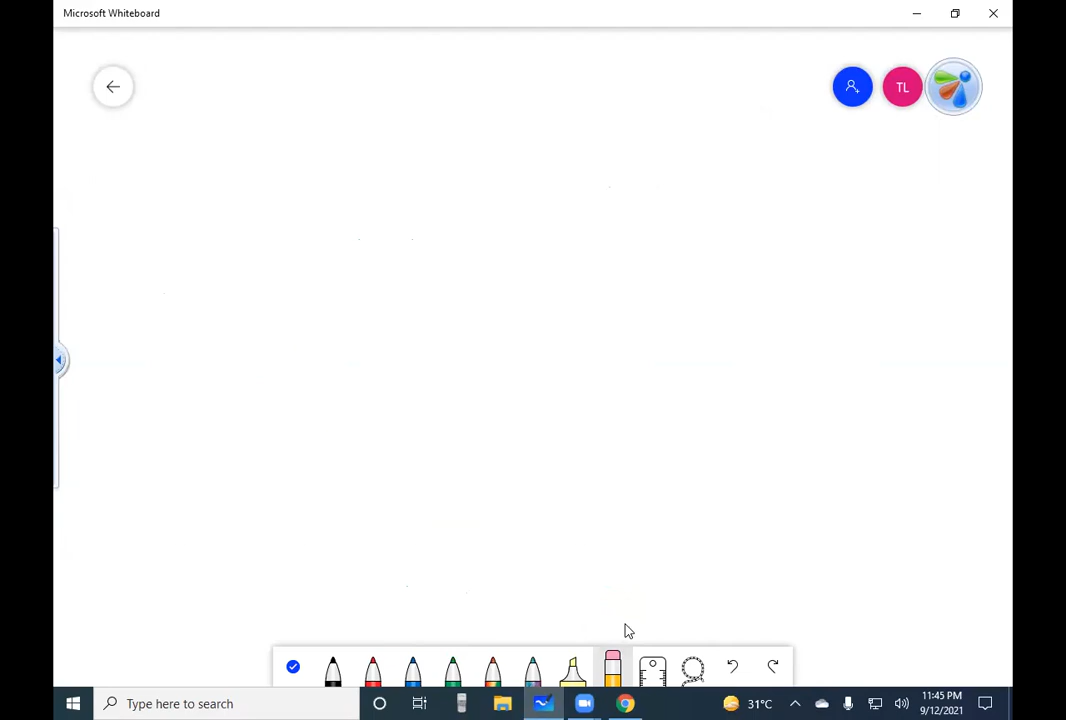 Microsoft Whiteboard
TL
Type here to search
31°C
11:45 PM
9/12/2021